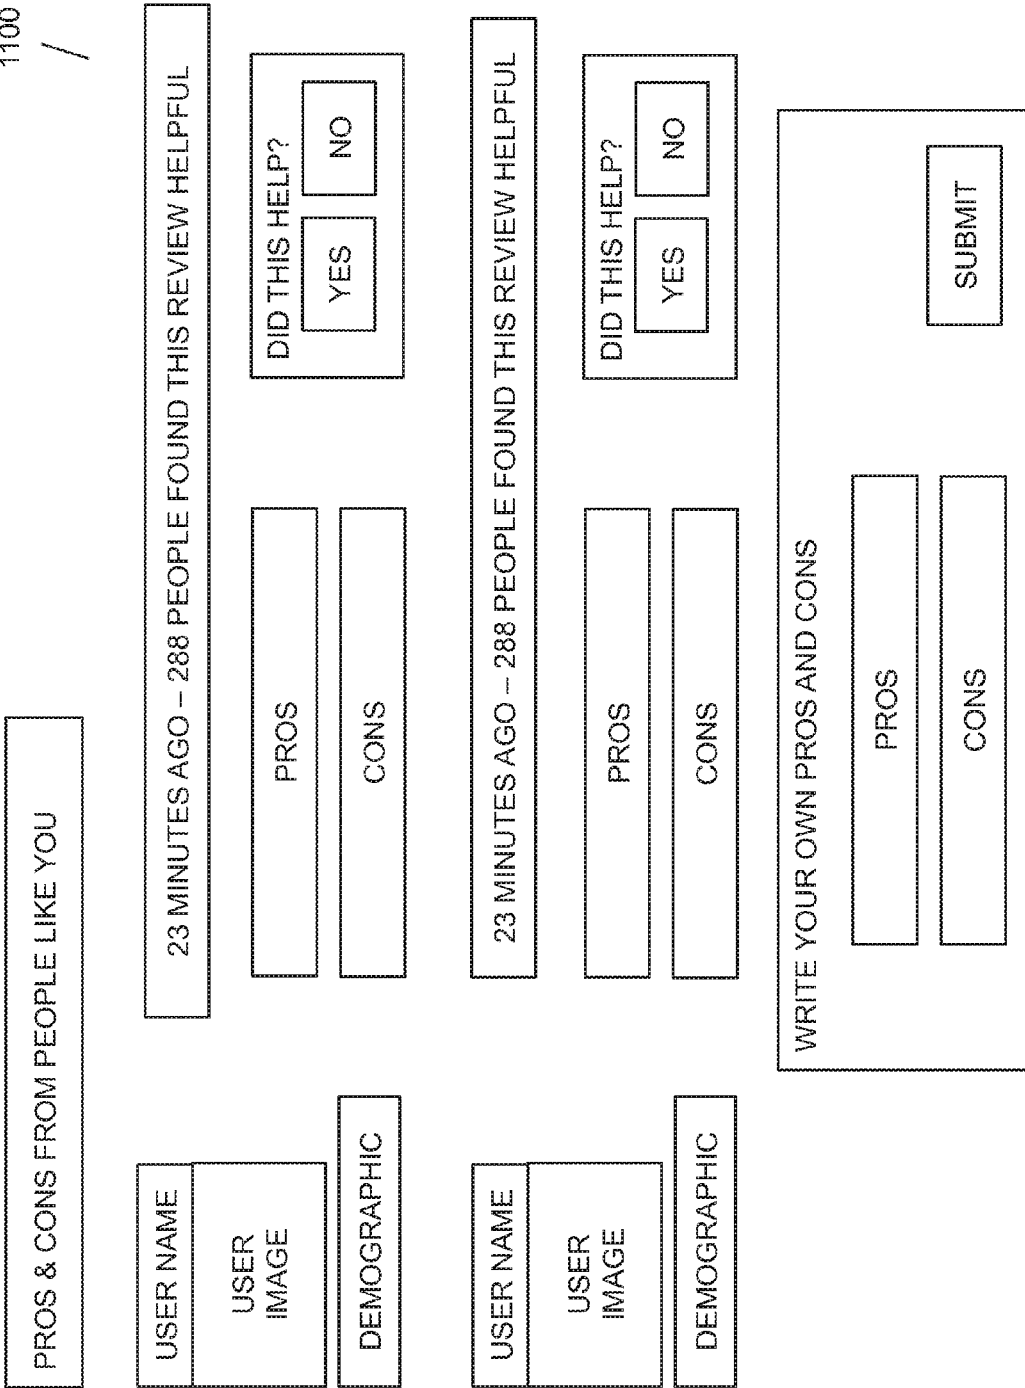 1100
PROS & CONS FROM PEOPLE LIKE YOU
USER NAME
USER
IMAGE
DEMOGRAPHIC
23 MINUTES AGO – 288 PEOPLE FOUND THIS REVIEW HELPFUL
PROS
CONS
DID THIS HELP?
YES
NO
USER NAME
USER
IMAGE
DEMOGRAPHIC
23 MINUTES AGO – 288 PEOPLE FOUND THIS REVIEW HELPFUL
PROS
CONS
DID THIS HELP?
YES
NO
WRITE YOUR OWN PROS AND CONS
PROS
CONS
SUBMIT